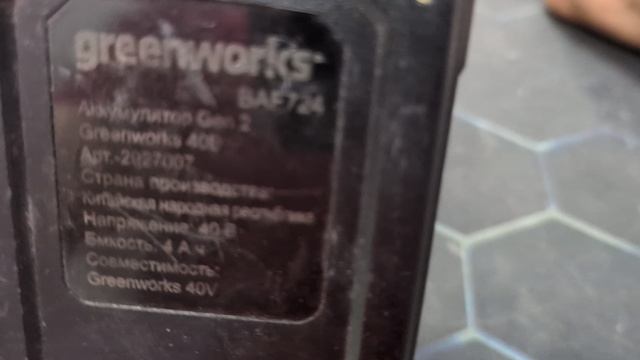 greenworks
BAF724
Аккумулятор Gen 2
Greenworks 40В
Арт.-2927007
Страна производства:
Китайская народная республика
Напряжение: 40 В
Емкость: 4 А.ч
Совместимость:
Greenworks 40V